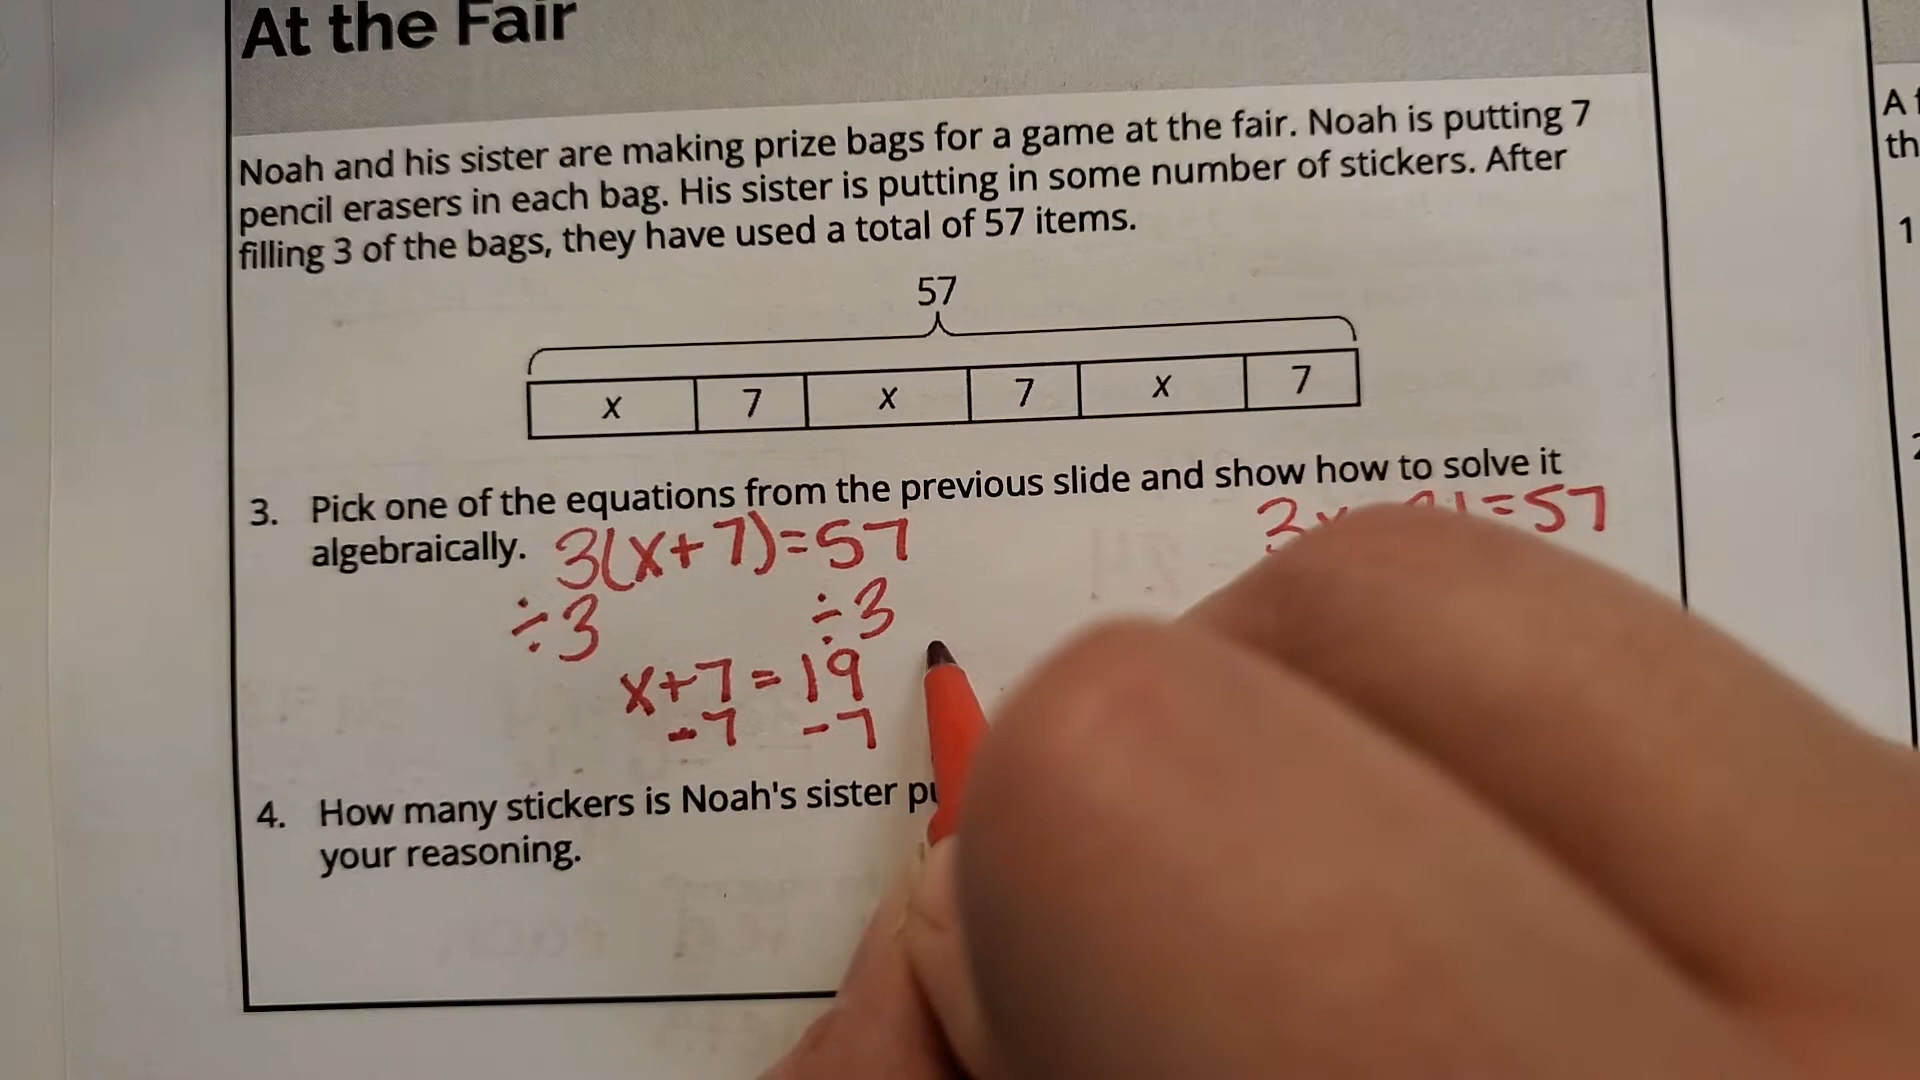 At the Fair
Noah and his sister are making prize bags for a game at the fair. Noah is putting 7
pencil erasers in each bag. His sister is putting in some number of stickers. After
filling 3 of the bags, they have used a total of 57 items.
57
x 7 x 7 x 7
3. Pick one of the equations from the previous slide and show how to solve it
algebraically. 3(x+7)=57
=57
÷3 ÷3
x+7=19
-7 -7
4. How many stickers is Noah's sister
your reasoning.
A
th
1